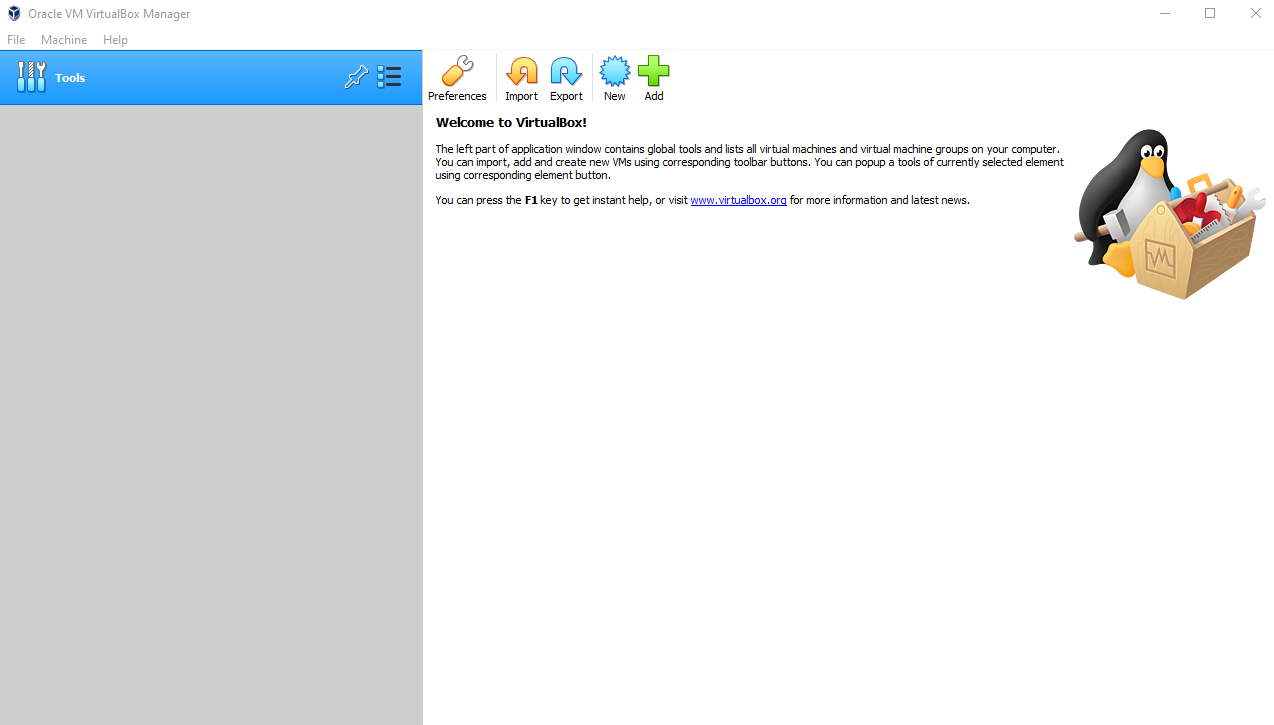 Oracle VM VirtualBox Manager
File Machine Help
Tools
Preferences Import Export New Add
Welcome to VirtualBox!
The left part of application window contains global tools and lists all virtual machines and virtual machine groups on your computer.
You can import, add and create new VMs using corresponding toolbar buttons. You can popup a tools of currently selected element
using corresponding element button.
You can press the F1 key to get instant help, or visit www.virtualbox.org for more information and latest news.